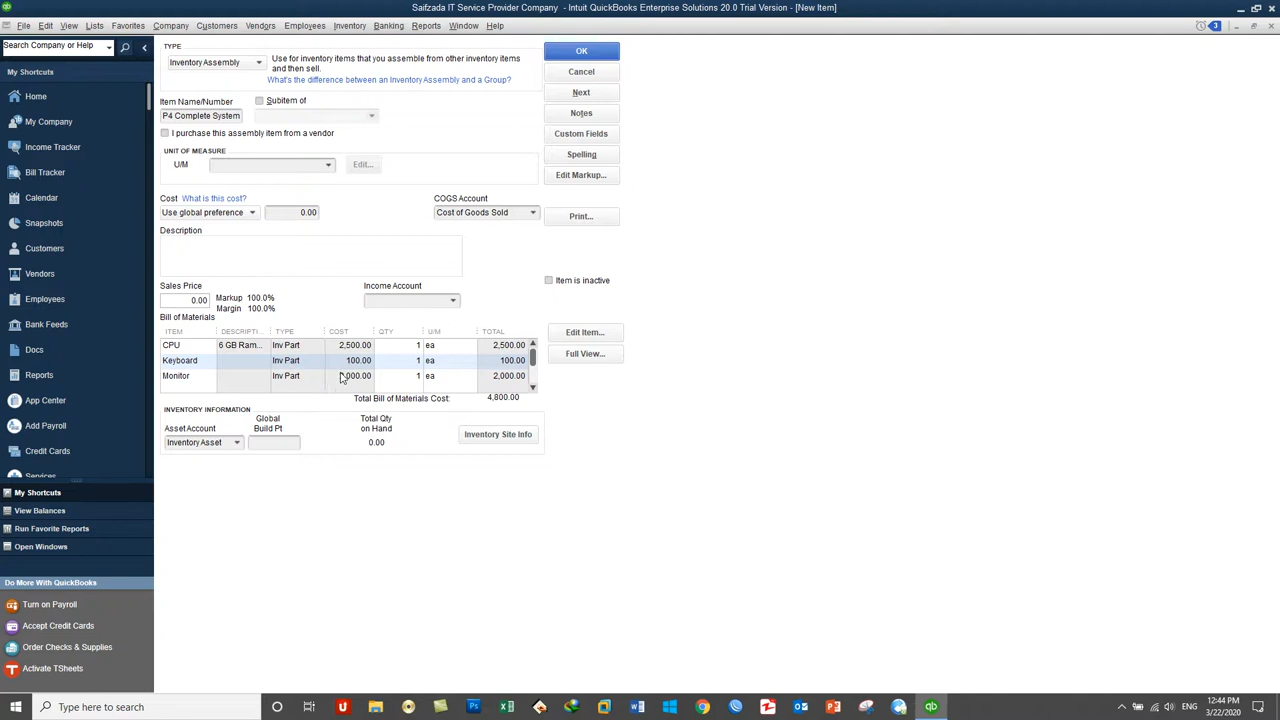 Saifzada IT Service Provider Company - Intuit QuickBooks Enterprise Solutions 20.0 Trial Version - [New Item]
File Edit View Lists Favorites Company Customers Vendors Employees Inventory Banking Reports Window Help
3
Search Company or Help
My Shortcuts
Home
My Company
Income Tracker
Bill Tracker
Calendar
Snapshots
Customers
Vendors
Employees
Bank Feeds
Docs
Reports
App Center
Add Payroll
Credit Cards
Services
My Shortcuts
View Balances
Run Favorite Reports
Open Windows
Do More With QuickBooks
Turn on Payroll
Accept Credit Cards
Order Checks & Supplies
Activate TSheets
TYPE
Inventory Assembly
Use for inventory items that you assemble from other inventory items
and then sell.
What's the difference between an Inventory Assembly and a Group?
Item Name/Number
Subitem of
P4 Complete System
I purchase this assembly item from a vendor
UNIT OF MEASURE
U/M
Edit...
Cost What is this cost?
COGS Account
Use global preference 0.00
Cost of Goods Sold
Description
Sales Price
Income Account
0.00
Markup 100.0%
Margin 100.0%
Bill of Materials
ITEM DESCRIPTI... TYPE COST QTY U/M TOTAL
CPU 6 GB Ram... Inv Part 2,500.00 1 ea 2,500.00
Keyboard Inv Part 100.00 1 ea 100.00
Monitor Inv Part 2,000.00 1 ea 2,000.00
Total Bill of Materials Cost: 4,800.00
INVENTORY INFORMATION
Asset Account
Global
Build Pt
Total Qty
on Hand
Inventory Asset
0.00
Inventory Site Info
OK
Cancel
Next
Notes
Custom Fields
Spelling
Edit Markup...
Print...
Item is inactive
Edit Item...
Full View...
Type here to search
12:44 PM
3/22/2020